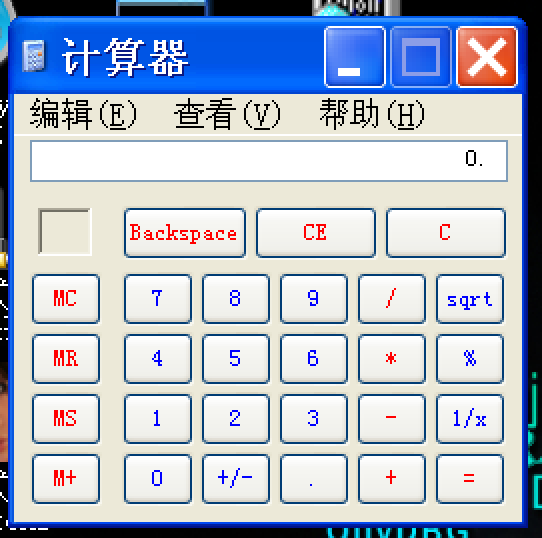 计算器
编辑(E) 查看(V) 帮助(H)
0.
Backspace CE C
MC 7 8 9 / sqrt
MR 4 5 6 * %
MS 1 2 3 - 1/x
M+ 0 +/- . + =